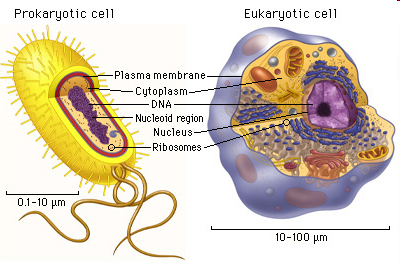 Prokaryotic cell
Eukaryotic cell
Plasma membrane
Cytoplasm
DNA
Nucleoid region
Nucleus
Ribosomes
0.1-10 µm
10-100 µm